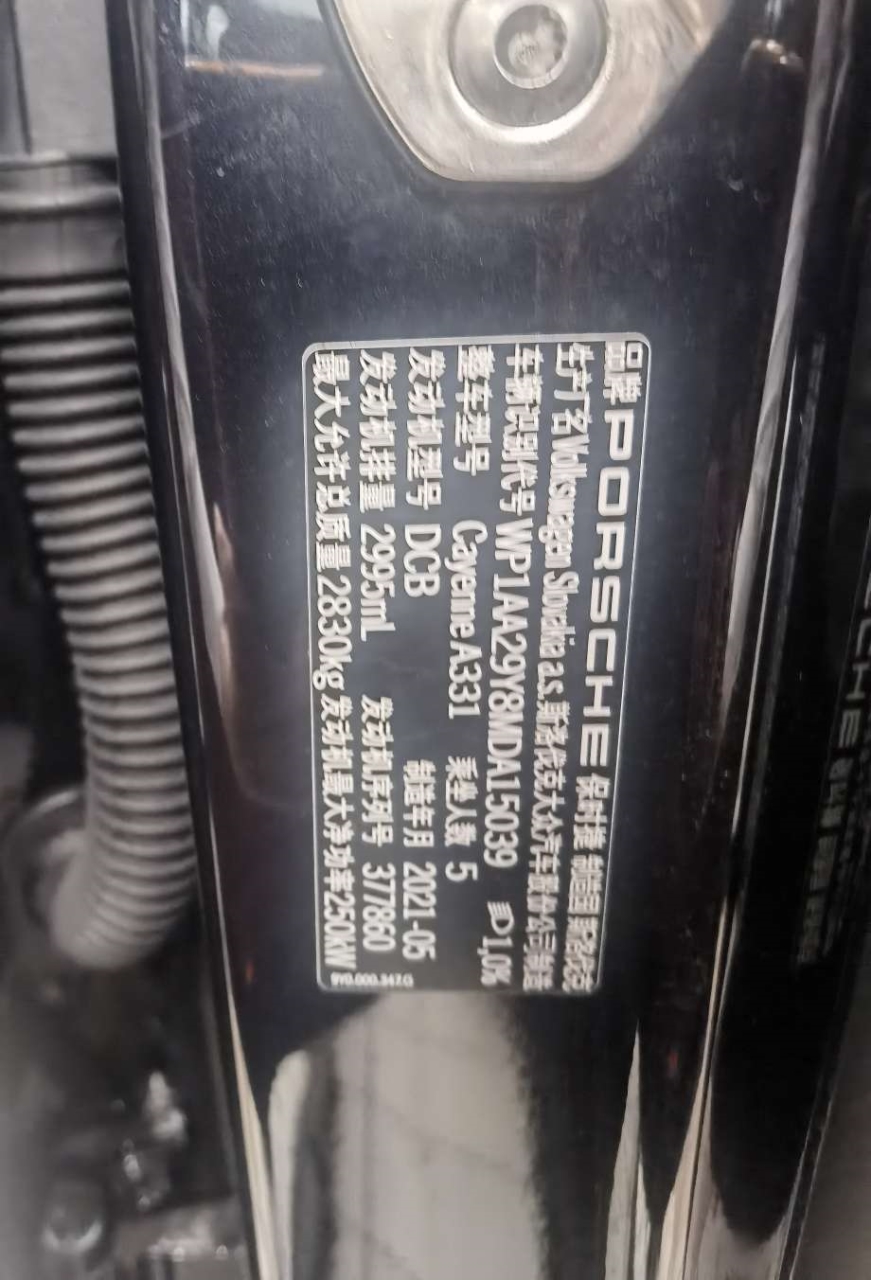 品牌 PORSCHE 保时捷 制造国 斯洛伐克
生产厂名 Volkswagen Slovakia a.s. 斯洛伐克大众汽车股份公司制造
车辆识别代号 WP1AA29Y8MDA15039 1,0%
整车型号 Cayenne A331 乘坐人数 5
发动机型号 DCB 制造年月 2021-05
发动机排量 2995mL 发动机序列号 377860
最大允许总质量 2830kg 发动机最大净功率 250kW
9Y0.000.347.G